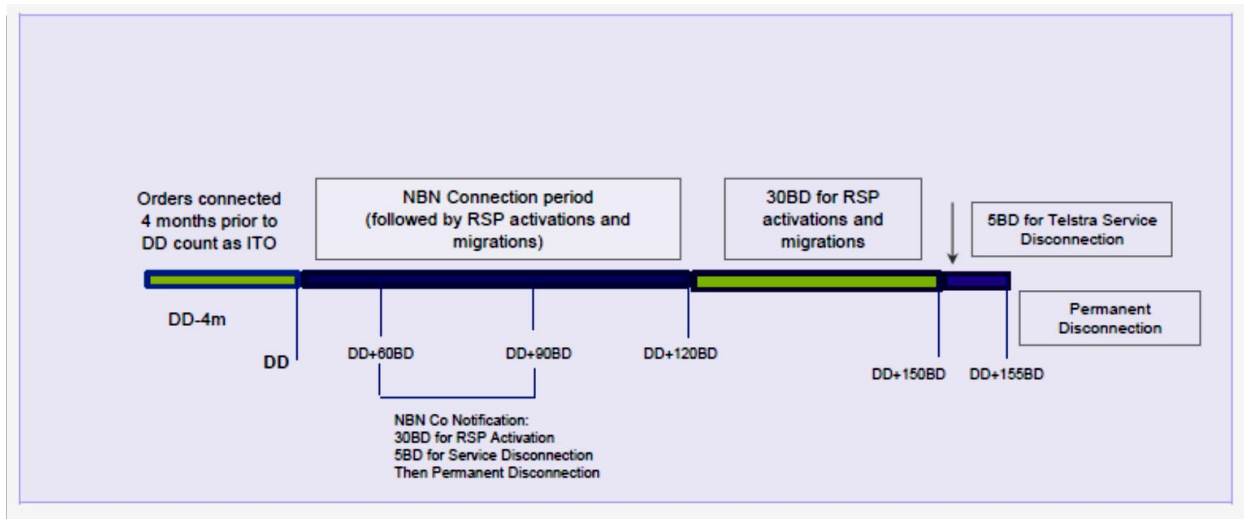 Orders connected
4 months prior to
DD count as ITO
NBN Connection period
(followed by RSP activations and
migrations)
30BD for RSP
activations and
migrations
5BD for Telstra Service
Disconnection
Permanent
Disconnection
DD-4m
DD
DD+60BD
DD+90BD
DD+120BD
DD+150BD
DD+155BD
NBN Co Notification:
30BD for RSP Activation
5BD for Service Disconnection
Then Permanent Disconnection